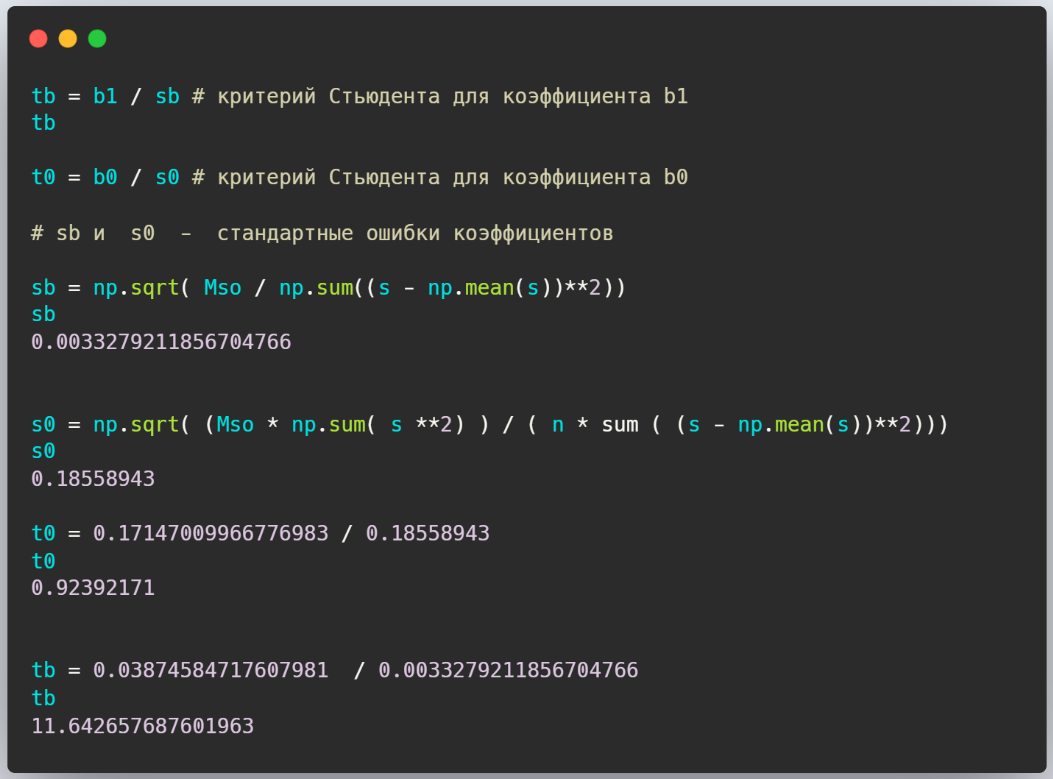 tb = b1 / sb # критерий Стьюдента для коэффициента b1
tb
t0 = b0 / s0 # критерий Стьюдента для коэффициента b0
# sb и  s0  -  стандартные ошибки коэффициентов
sb = np.sqrt( Mso / np.sum((s - np.mean(s))**2))
sb
0.0033279211856704766
s0 = np.sqrt( (Mso * np.sum( s **2) ) / ( n * sum ( (s - np.mean(s))**2)))
s0
0.18558943
t0 = 0.17147009966776983 / 0.18558943
t0
0.92392171
tb = 0.03874584717607981  / 0.0033279211856704766
tb
11.642657687601963